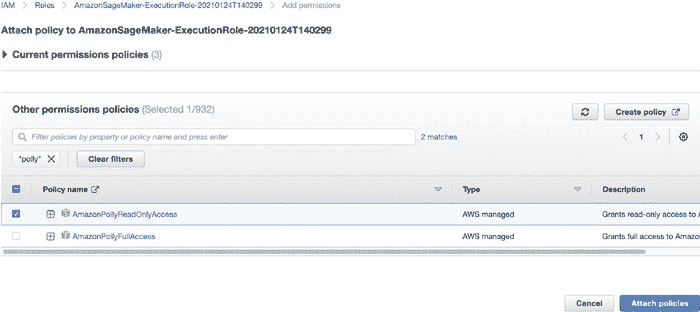 IAM > Roles > AmazonSageMaker-ExecutionRole-20210124T140299 > Add permissions
Attach policy to AmazonSageMaker-ExecutionRole-20210124T140299
Current permissions policies (3)
Other permissions policies (Selected 1/932)
Create policy
Filter policies by property or policy name and press enter
2 matches
1
"polly" Clear filters
Policy name Type Description
AmazonPollyReadOnlyAccess AWS managed Grants read-only access to A
AmazonPollyFullAccess AWS managed Grants full access to Amazo
Cancel Attach policies